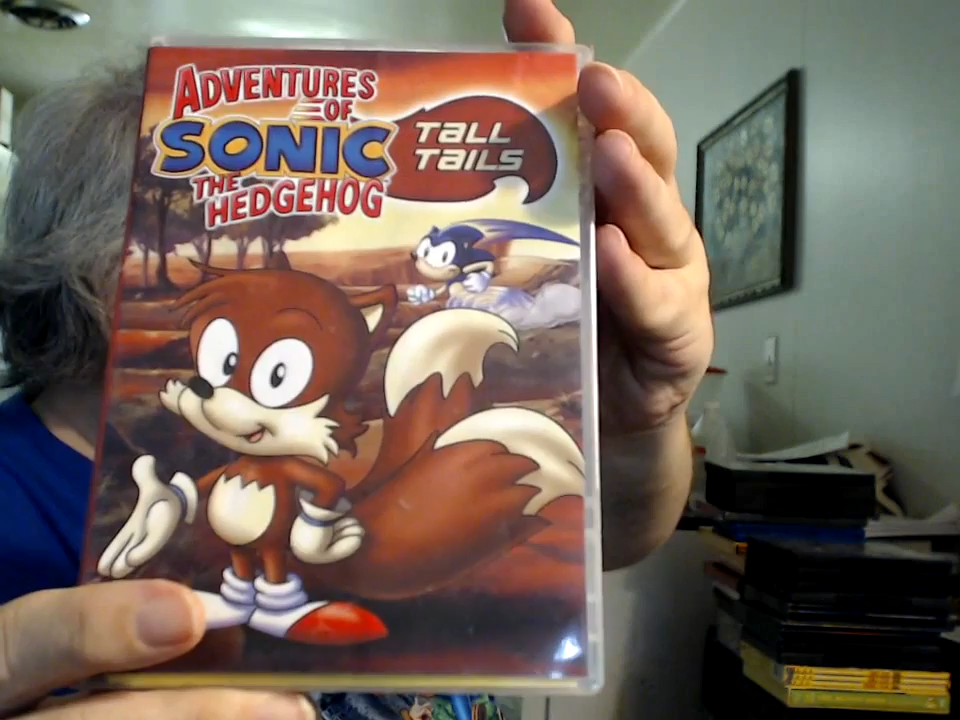 ADVENTURES
OF
SONIC
THE
HEDGEHOG
TALL
TAILS